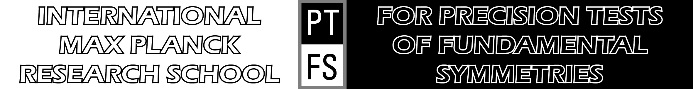 INTERNATIONAL
MAX PLANCK
RESEARCH SCHOOL
PT
FS
FOR PRECISION TESTS
OF FUNDAMENTAL
SYMMETRIES